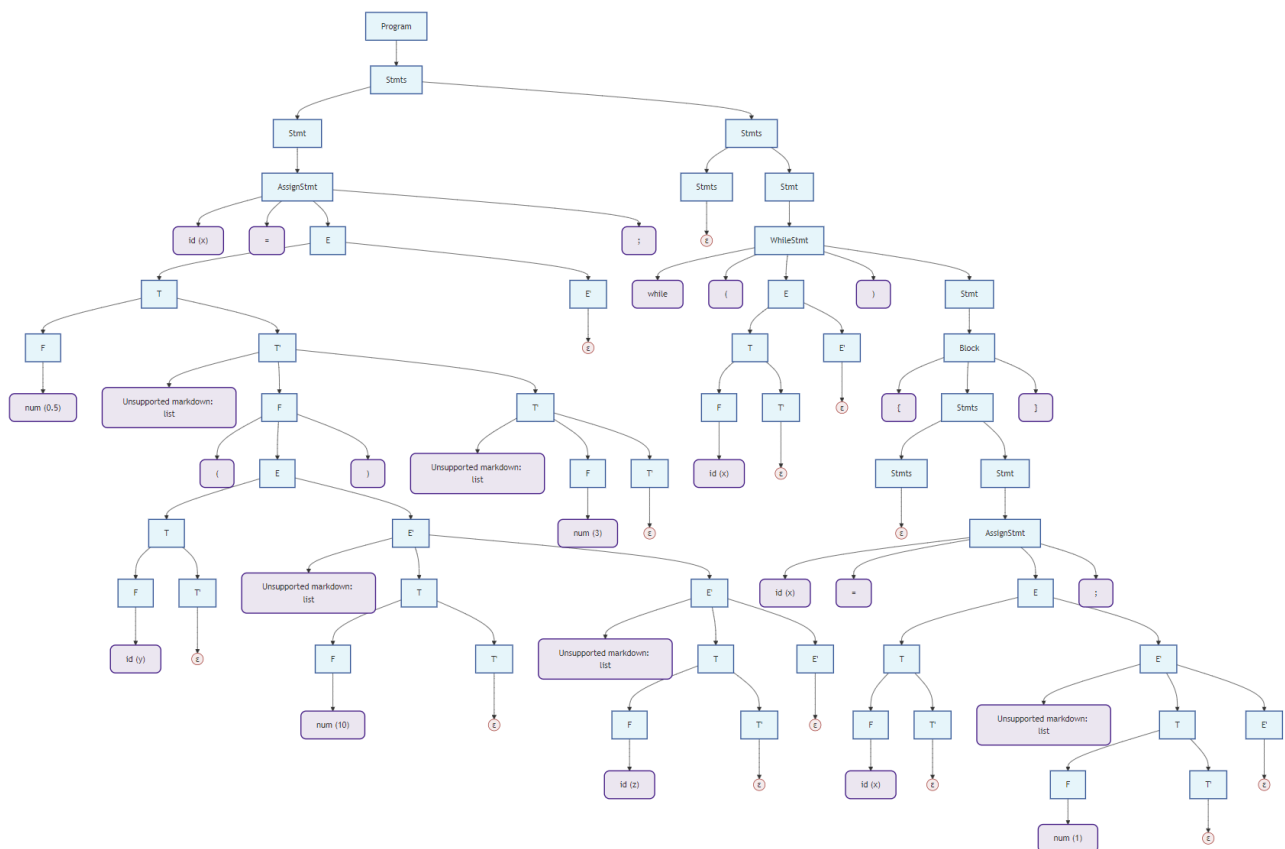 Program
Stmts
Stmt
Stmts
AssignStmt
Stmts
Stmt
id (x)
=
E
;
ε
WhileStmt
T
E'
while
(
E
)
Stmt
F
T'
ε
T
E'
Block
num (0.5)
Unsupported markdown:
list
F
T'
F
T'
ε
[
Stmts
]
(
E
)
Unsupported markdown:
list
F
T'
id (x)
ε
Stmts
Stmt
T
E'
num (3)
ε
ε
AssignStmt
F
T'
Unsupported markdown:
list
T
E'
id (x)
=
E
;
id (y)
ε
F
T'
Unsupported markdown:
list
T
E'
T
E'
num (10)
ε
F
T'
ε
F
T'
Unsupported markdown:
list
T
E'
id (z)
ε
id (x)
ε
F
T'
ε
num (1)
ε